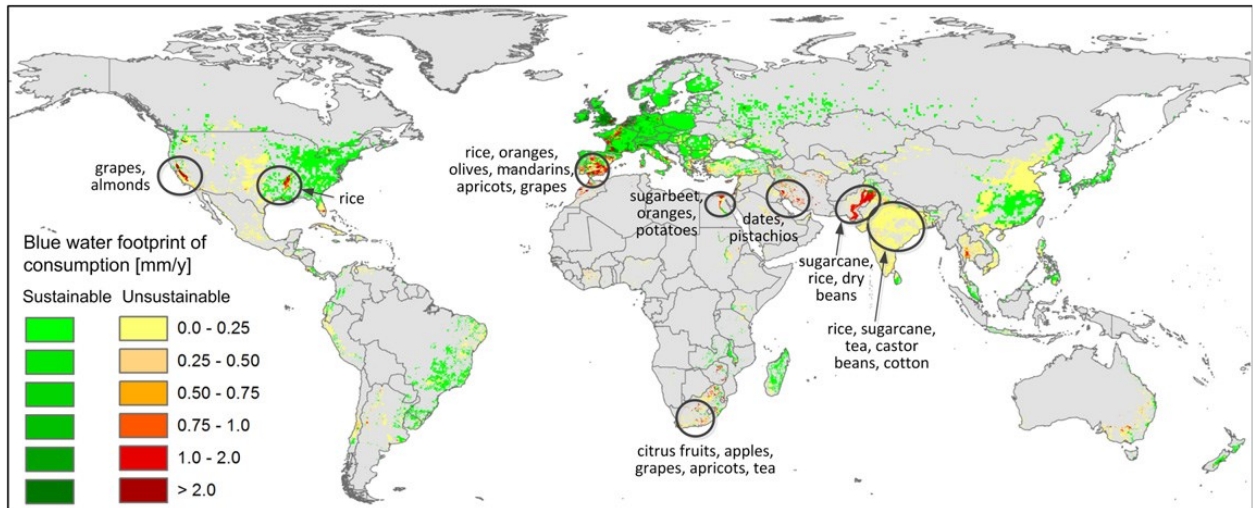 grapes,
almonds
rice
rice, oranges,
olives, mandarins,
apricots, grapes
sugarbeet,
oranges,
potatoes
dates,
pistachios
sugarcane,
rice, dry
beans
rice, sugarcane,
tea, castor
beans, cotton
citrus fruits, apples,
grapes, apricots, tea
Blue water footprint of
consumption [mm/y]
Sustainable Unsustainable
0.0 - 0.25
0.25 - 0.50
0.50 - 0.75
0.75 - 1.0
1.0 - 2.0
> 2.0